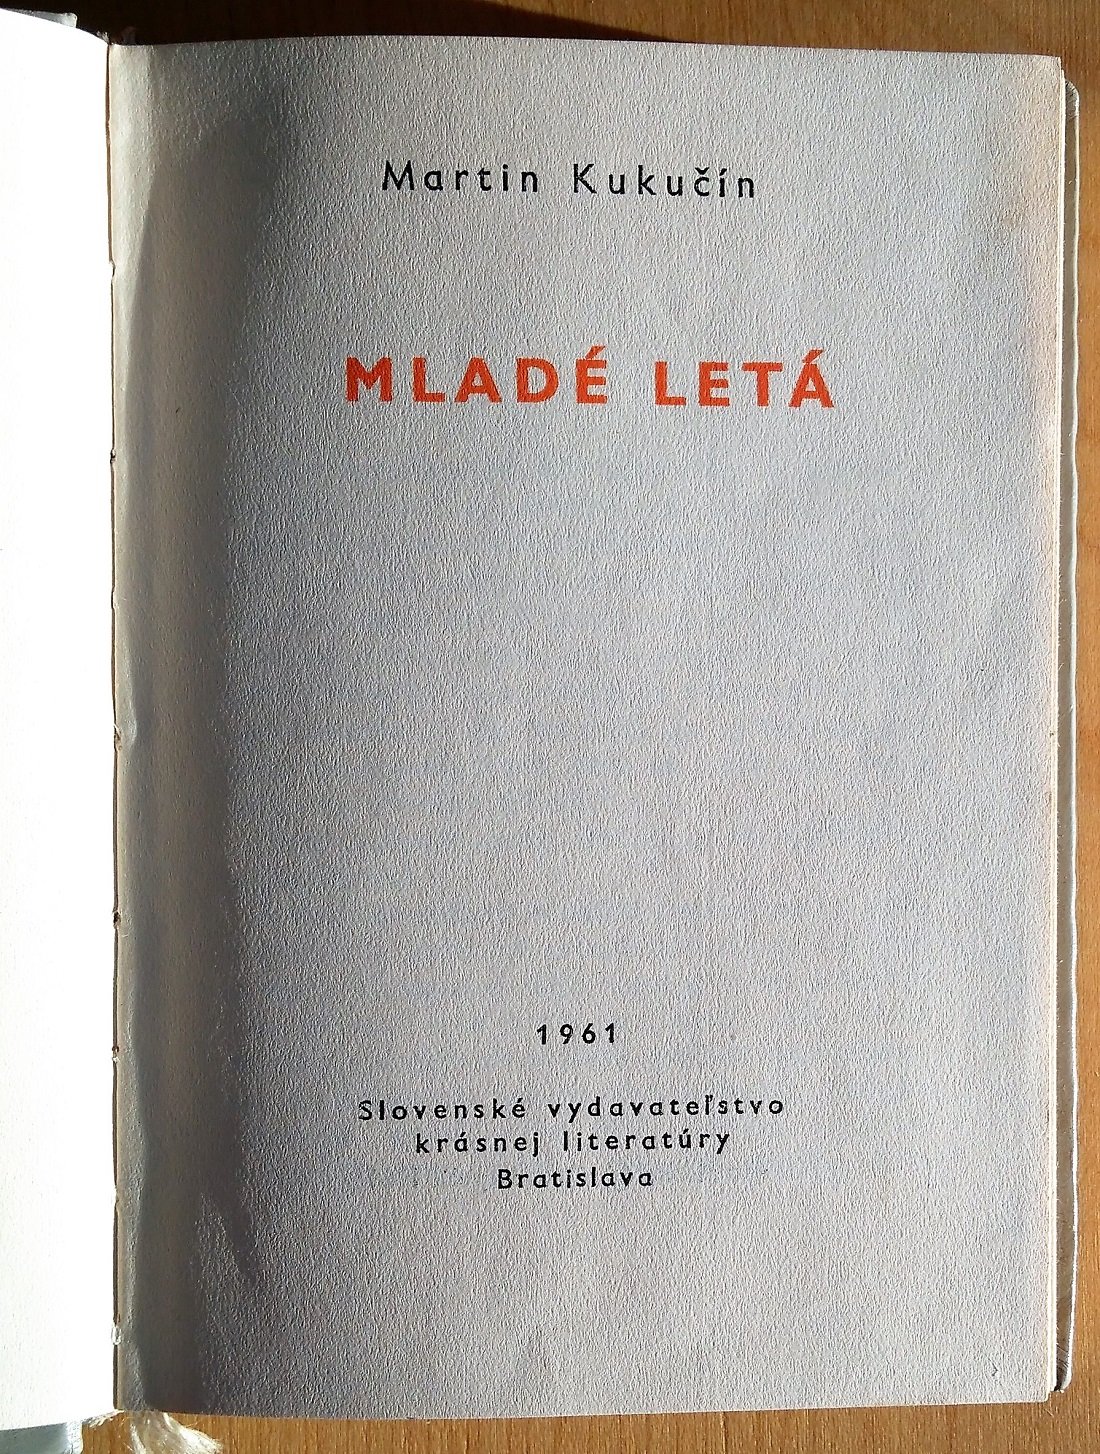 Martin Kukučín
MLADÉ LETÁ
1961
Slovenské vydavateľstvo
krásnej literatúry
Bratislava